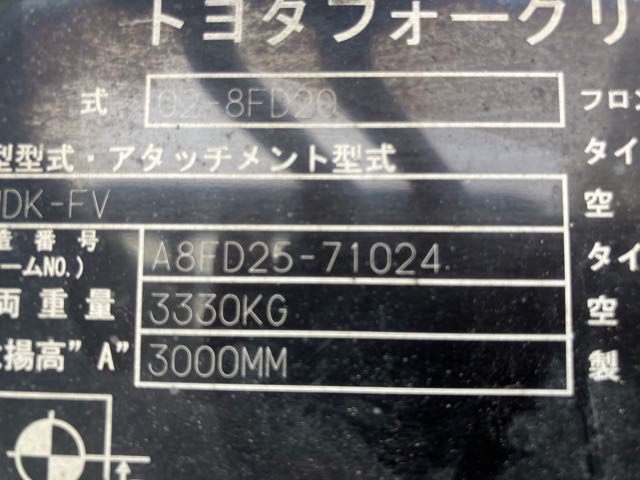 トヨタフォークリ
式 02-8FD20 フロン
型型式・アタッチメント型式 タイ
DK-FV 空
番号 A8FD25-71024 タイ
ームNO.)
両重量 3330KG 空
揚高"A" 3000MM 製